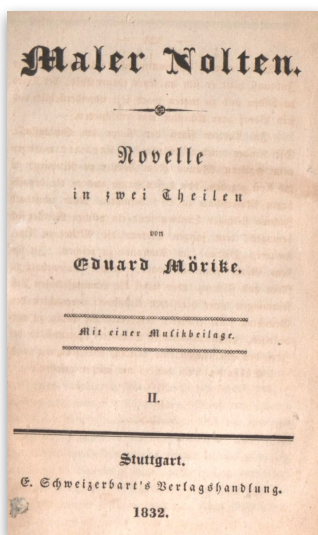 Maler Nolten.
Novelle
in zwei Theilen
von
Eduard Mörike.
Mit einer Musikbeilage.
II.
Stuttgart.
E. Schweizerbart's Verlagshandlung.
1832.